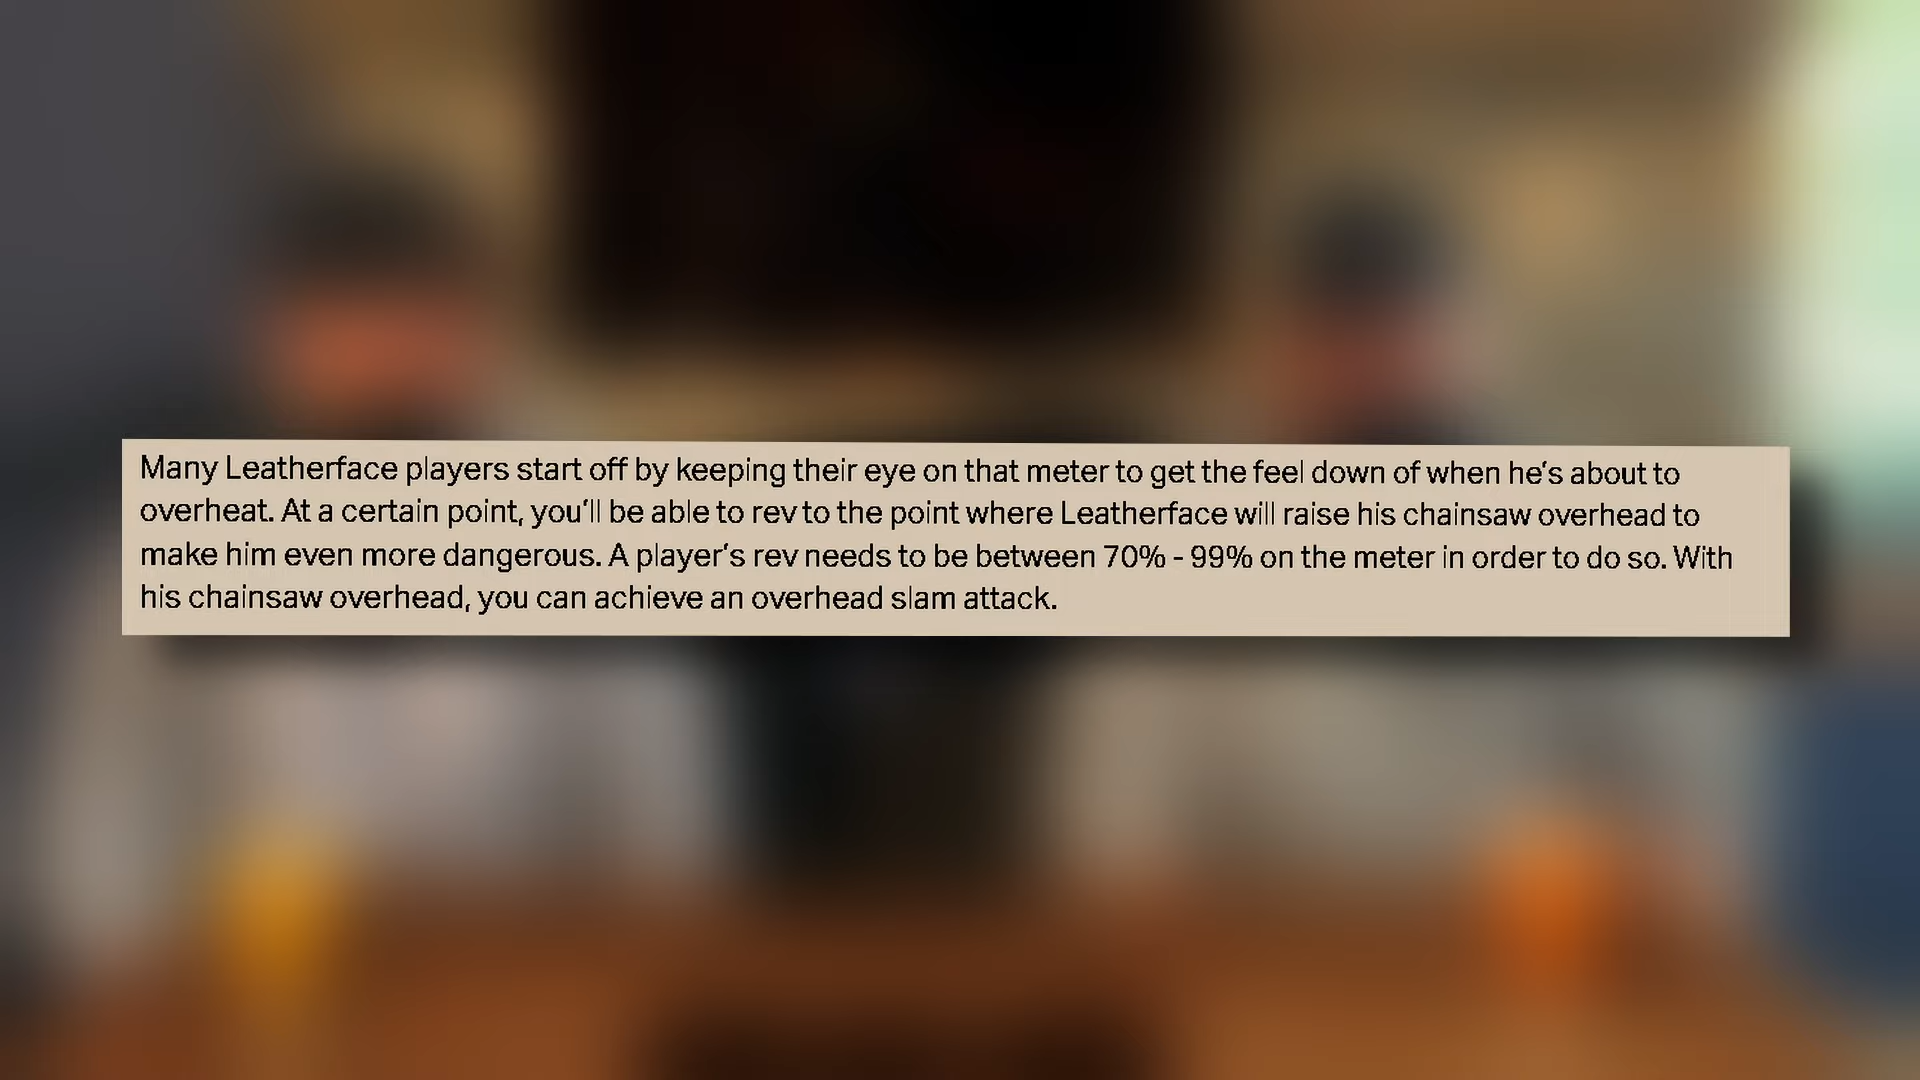 Many Leatherface players start off by keeping their eye on that meter to get the feel down of when he's about to
overheat. At a certain point, you'll be able to rev to the point where Leatherface will raise his chainsaw overhead to
make him even more dangerous. A player's rev needs to be between 70% - 99% on the meter in order to do so. With
his chainsaw overhead, you can achieve an overhead slam attack.